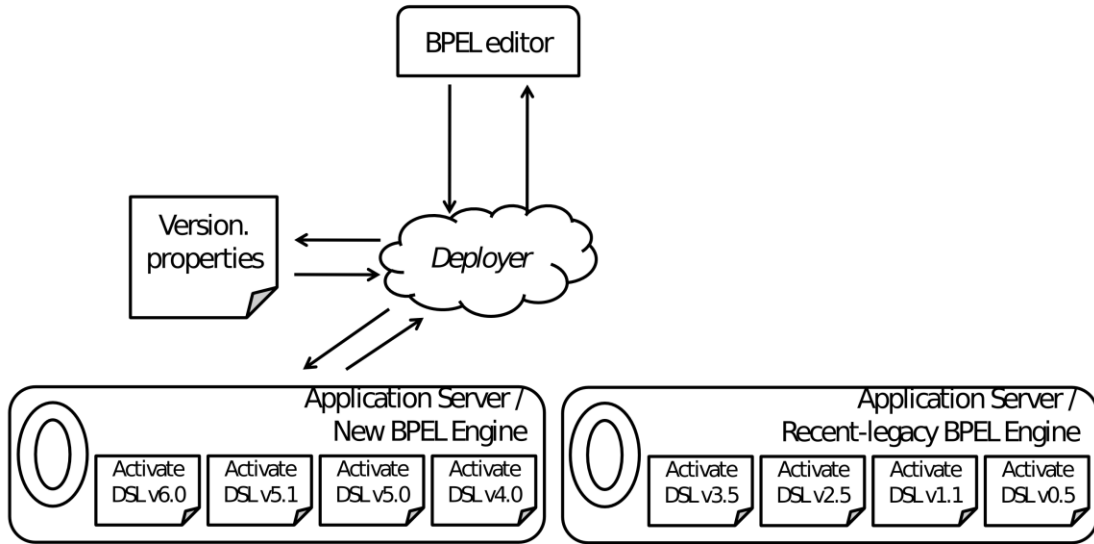 BPEL editor
Version.
properties
Deployer
Application Server /
New BPEL Engine
Activate
DSL v6.0
Activate
DSL v5.1
Activate
DSL v5.0
Activate
DSL v4.0
Application Server /
Recent-legacy BPEL Engine
Activate
DSL v3.5
Activate
DSL v2.5
Activate
DSL v1.1
Activate
DSL v0.5